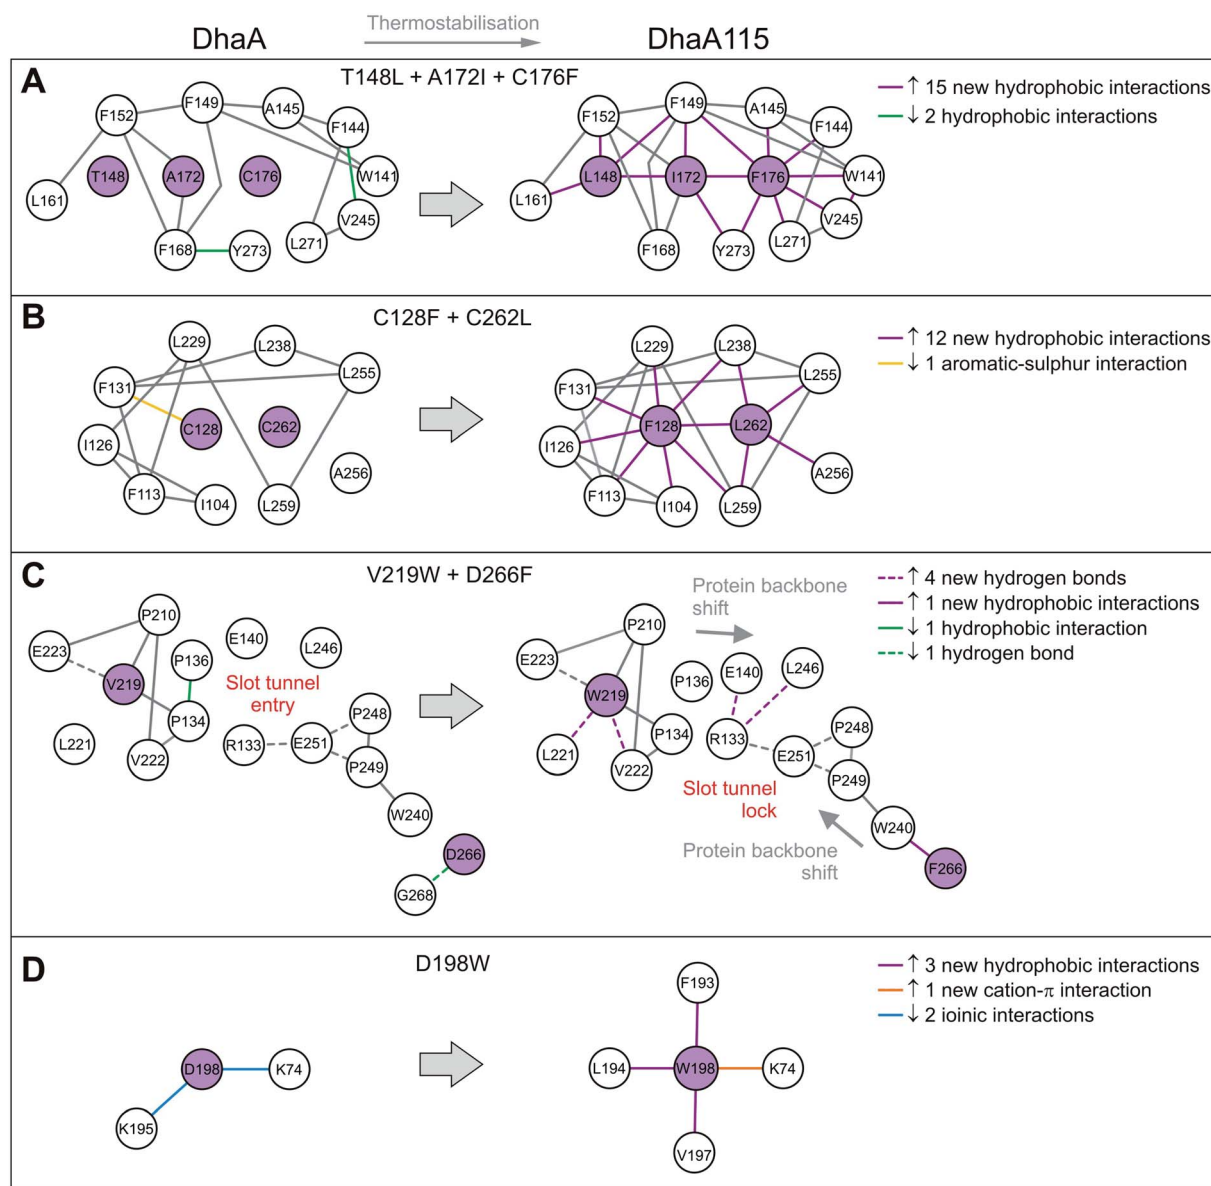 DhaA
Thermostabilisation
DhaA115
A
T148L + A172I + C176F
F152
F149
A145
F144
T148
A172
C176
W141
L161
V245
L271
F168
Y273
F152
F149
A145
F144
L148
I172
F176
W141
L161
V245
L271
F168
Y273
↑ 15 new hydrophobic interactions
↓ 2 hydrophobic interactions
B
C128F + C262L
L229
L238
L255
F131
C128
C262
I126
A256
F113
I104
L259
L229
L238
L255
F131
F128
L262
I126
A256
F113
I104
L259
↑ 12 new hydrophobic interactions
↓ 1 aromatic-sulphur interaction
C
V219W + D266F
P210
E223
P136
E140
L246
V219
Slot tunnel
entry
P134
L221
V222
R133
E251
P248
P249
W240
D266
G268
Protein backbone
shift
P210
E223
P136
E140
L246
W219
L221
V222
P134
R133
E251
P248
P249
Slot tunnel
lock
W240
Protein backbone
shift
F266
↑ 4 new hydrogen bonds
↑ 1 new hydrophobic interactions
↓ 1 hydrophobic interaction
↓ 1 hydrogen bond
D
D198W
D198
K74
K195
F193
L194
W198
K74
V197
↑ 3 new hydrophobic interactions
↑ 1 new cation-π interaction
↓ 2 ioinic interactions